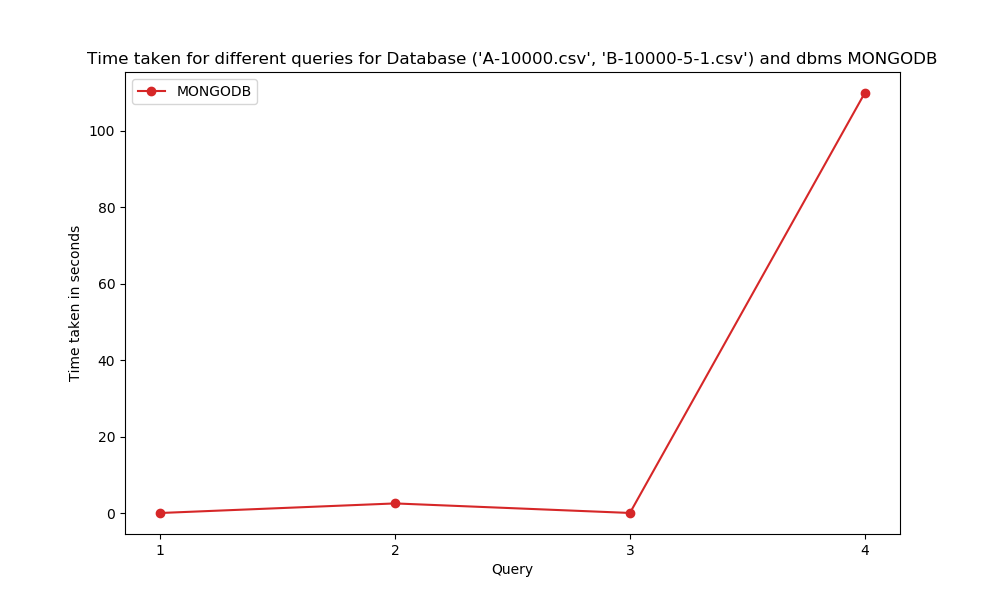 Time taken for different queries for Database ('A-10000.csv', 'B-10000-5-1.csv') and dbms MONGODB
MONGODB
100
80
60
40
20
0
Time taken in seconds
1 2 3 4
Query